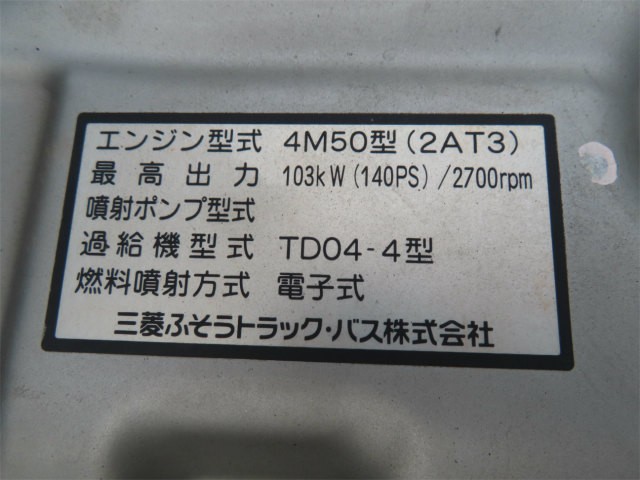 エンジン型式 4M50型(2AT3)
最高出力 103kW(140PS)/2700rpm
噴射ポンプ型式
過給機型式 TD04-4型
燃料噴射方式 電子式
三菱ふそうトラック・バス株式会社